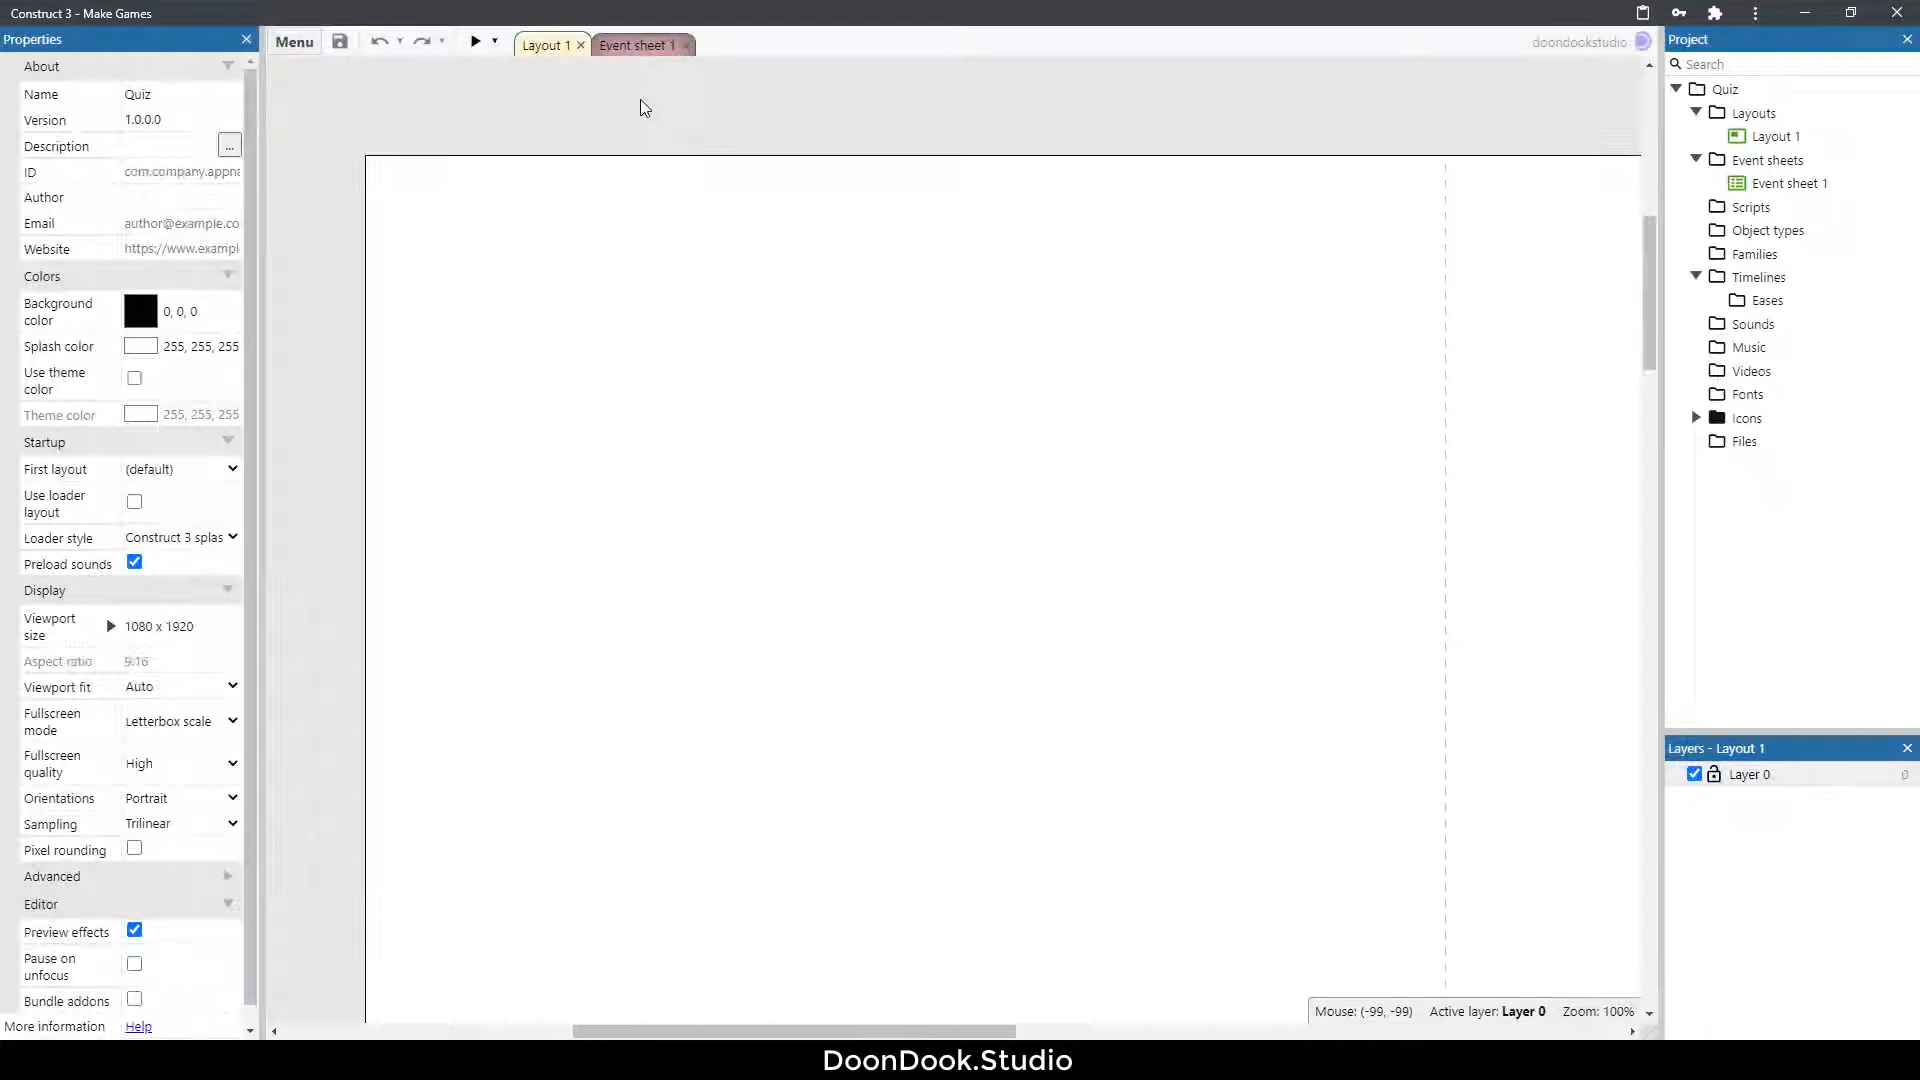 Construct 3 - Make Games
Properties
About
Name Quiz
Version 1.0.0.0
Description ...
ID com.company.appna
Author
Email author@example.co
Website https://www.exampl
Colors
Background color 0, 0, 0
Splash color 255, 255, 255
Use theme color
Theme color 255, 255, 255
Startup
First layout (default)
Use loader layout
Loader style Construct 3 splas
Preload sounds
Display
Viewport size 1080 x 1920
Aspect ratio 9:16
Viewport fit Auto
Fullscreen mode Letterbox scale
Fullscreen quality High
Orientations Portrait
Sampling Trilinear
Pixel rounding
Advanced
Editor
Preview effects
Pause on unfocus
Bundle addons
More information Help
Menu
Layout 1
Event sheet 1
doondookstudio
Mouse: (-99, -99) Active layer: Layer 0 Zoom: 100%
Project
Search
Quiz
Layouts
Layout 1
Event sheets
Event sheet 1
Scripts
Object types
Families
Timelines
Eases
Sounds
Music
Videos
Fonts
Icons
Files
Layers - Layout 1
Layer 0 0
DoonDook.Studio